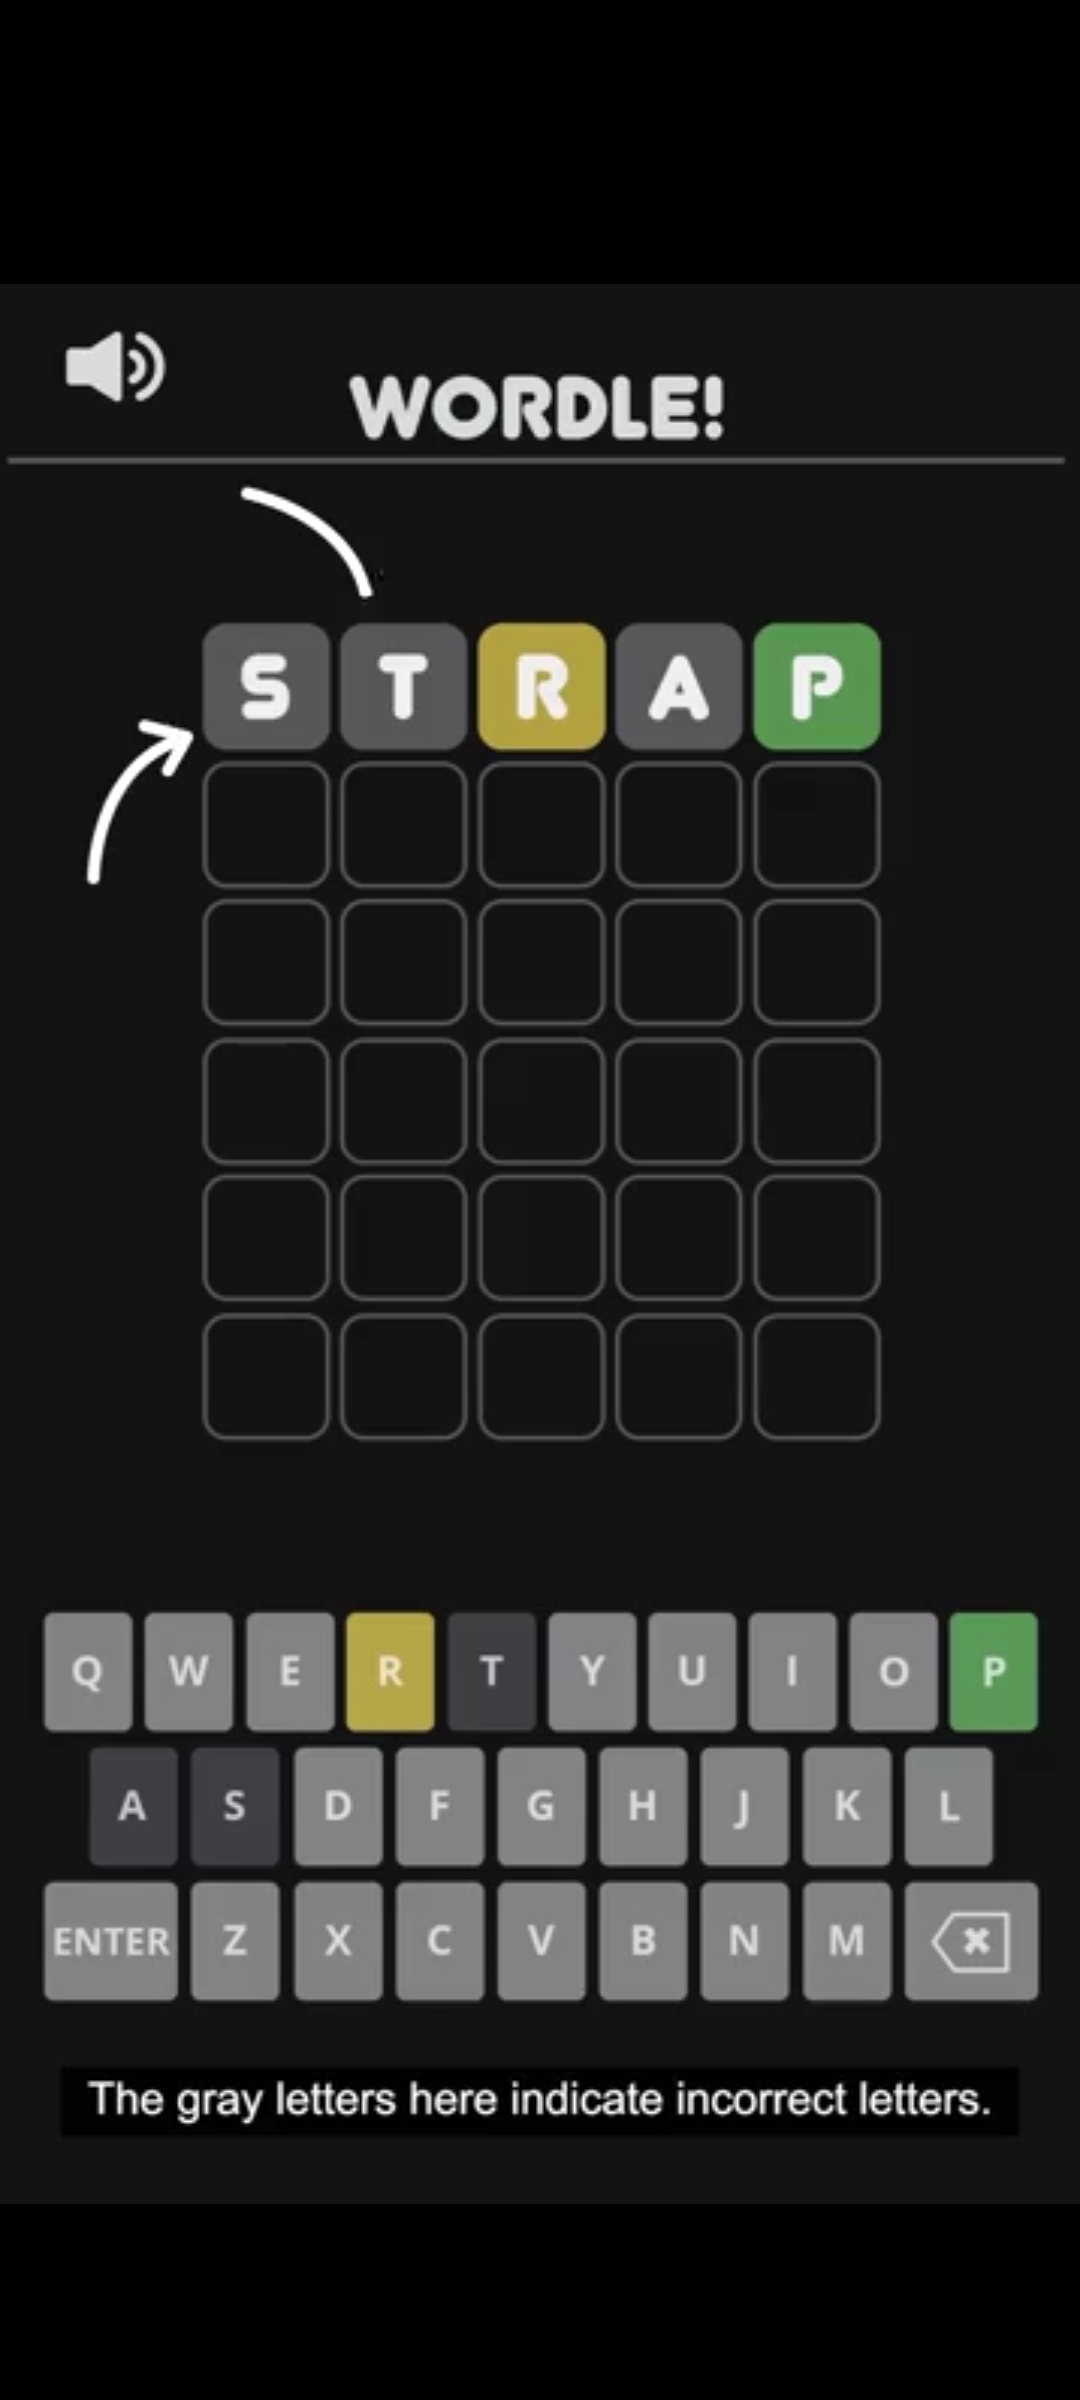 WORDLE!
S T R A P
Q W E R T Y U I O P
A S D F G H J K L
ENTER Z X C V B N M
The gray letters here indicate incorrect letters.